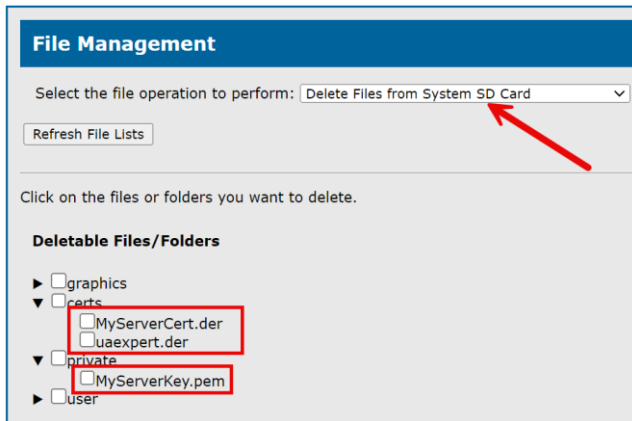 File Management
Select the file operation to perform: Delete Files from System SD Card
Refresh File Lists
Click on the files or folders you want to delete.
Deletable Files/Folders
graphics
certs
MyServerCert.der
uaexpert.der
private
MyServerKey.pem
user